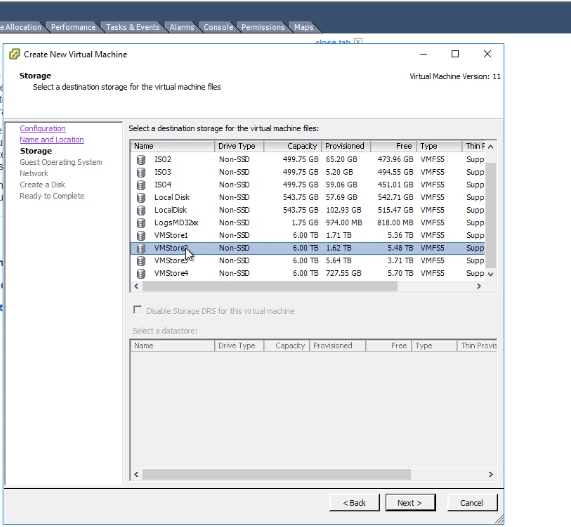 e Allocation Performance Tasks & Events Alarms Console Permissions Maps
close tab x
Create New Virtual Machine
Storage
Select a destination storage for the virtual machine files
Virtual Machine Version: 11
Configuration
Name and Location
Storage
Guest Operating System
Network
Create a Disk
Ready to Complete
Select a destination storage for the virtual machine files:
Name Drive Type Capacity Provisioned Free Type Thin P
ISO2 Non-SSD 499.75 GB 65.20 GB 473.96 GB VMFS5 Supp
ISO3 Non-SSD 499.75 GB 5.20 GB 494.55 GB VMFS5 Supp
ISO4 Non-SSD 499.75 GB 59.06 GB 451.01 GB VMFS5 Supp
Local Disk Non-SSD 543.75 GB 57.69 GB 542.71 GB VMFS5 Supp
LocalDisk Non-SSD 543.75 GB 102.93 GB 515.47 GB VMFS5 Supp
LogsMD32xx Non-SSD 1.75 GB 974.00 MB 818.00 MB VMFS5 Supp
VMStore1 Non-SSD 6.00 TB 1.71 TB 5.36 TB VMFS5 Supp
VMStore2 Non-SSD 6.00 TB 1.62 TB 5.48 TB VMFS5 Supp
VMStore3 Non-SSD 6.00 TB 5.64 TB 3.71 TB VMFS5 Supp
VMStore4 Non-SSD 6.00 TB 727.55 GB 5.70 TB VMFS5 Supp
Disable Storage DRS for this virtual machine
Select a datastore:
Name Drive Type Capacity Provisioned Free Type Thin Provis
< Back Next > Cancel